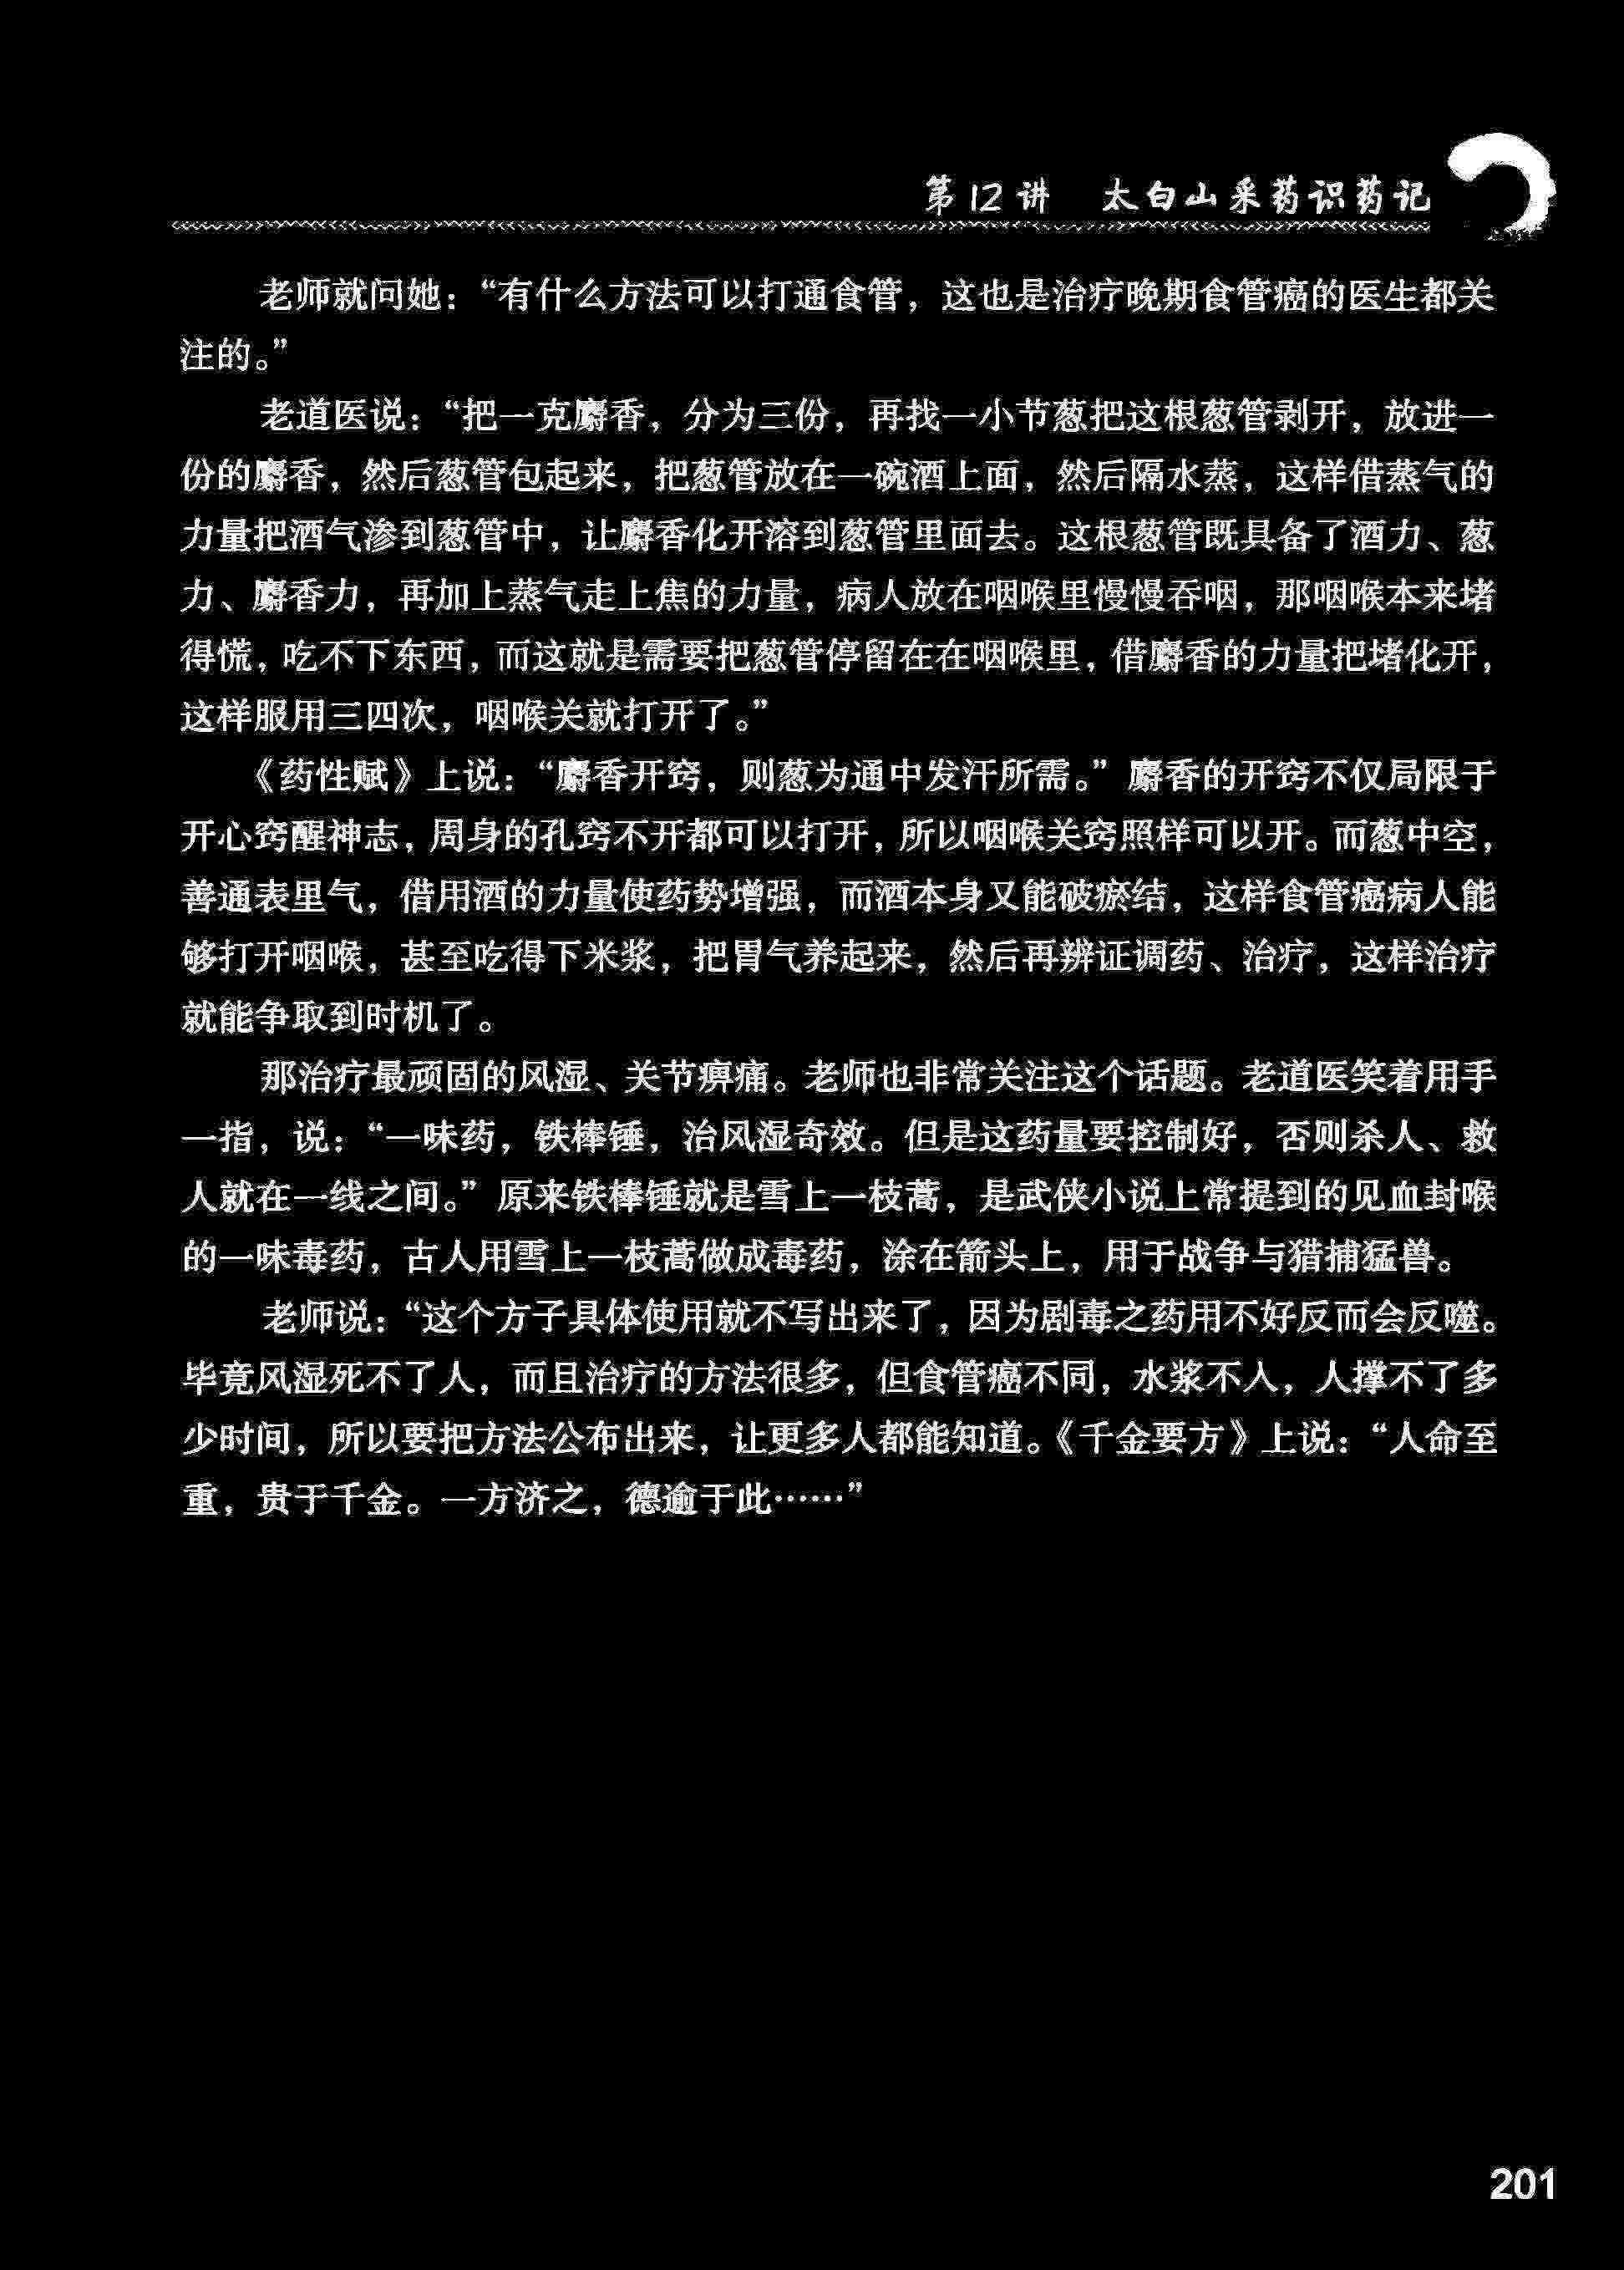 第12讲 太白山采药识药记
老师就问她：“有什么方法可以打通食管，这也是治疗晚期食管癌的医生都关
注的。”
老道医说：“把一克麝香，分为三份，再找一小节葱把这根葱管剥开，放进一
份的麝香，然后葱管包起来，把葱管放在一碗酒上面，然后隔水蒸，这样借蒸气的
力量把酒气渗到葱管中，让麝香化开溶到葱管里面去。这根葱管既具备了酒力、葱
力、麝香力，再加上蒸气走上焦的力量，病人放在咽喉里慢慢吞咽，那咽喉本来堵
得慌，吃不下东西，而这就是需要把葱管停留在在咽喉里，借麝香的力量把堵化开，
这样服用三四次，咽喉关就打开了。”
《药性赋》上说：“麝香开窍，则葱为通中发汗所需。”麝香的开窍不仅局限于
开心窍醒神志，周身的孔窍不开都可以打开，所以咽喉关窍照样可以开。而葱中空，
善通表里气，借用酒的力量使药势增强，而酒本身又能破瘀结，这样食管癌病人能
够打开咽喉，甚至吃得下米浆，把胃气养起来，然后再辨证调药、治疗，这样治疗
就能争取到时机了。
那治疗最顽固的风湿、关节痹痛。老师也非常关注这个话题。老道医笑着用手
一指，说：“一味药，铁棒锤，治风湿奇效。但是这药量要控制好，否则杀人、救
人就在一线之间。”原来铁棒锤就是雪上一枝蒿，是武侠小说上常提到的见血封喉
的一味毒药，古人用雪上一枝蒿做成毒药，涂在箭头上，用于战争与猎捕猛兽。
老师说：“这个方子具体使用就不写出来了，因为剧毒之药用不好反而会反噬。
毕竟风湿死不了人，而且治疗的方法很多，但食管癌不同，水浆不入，人撑不了多
少时间，所以要把方法公布出来，让更多人都能知道。《千金要方》上说：“人命至
重，贵于千金。一方济之，德逾于此……”
201